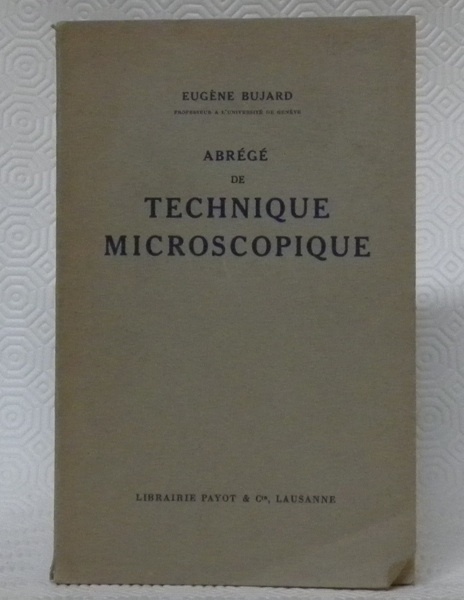 EUGÈNE BUJARD
PROFESSEUR A L'UNIVERSITÉ DE GENÈVE
ABRÉGÉ
DE
TECHNIQUE
MICROSCOPIQUE
LIBRAIRIE PAYOT & Cie, LAUSANNE